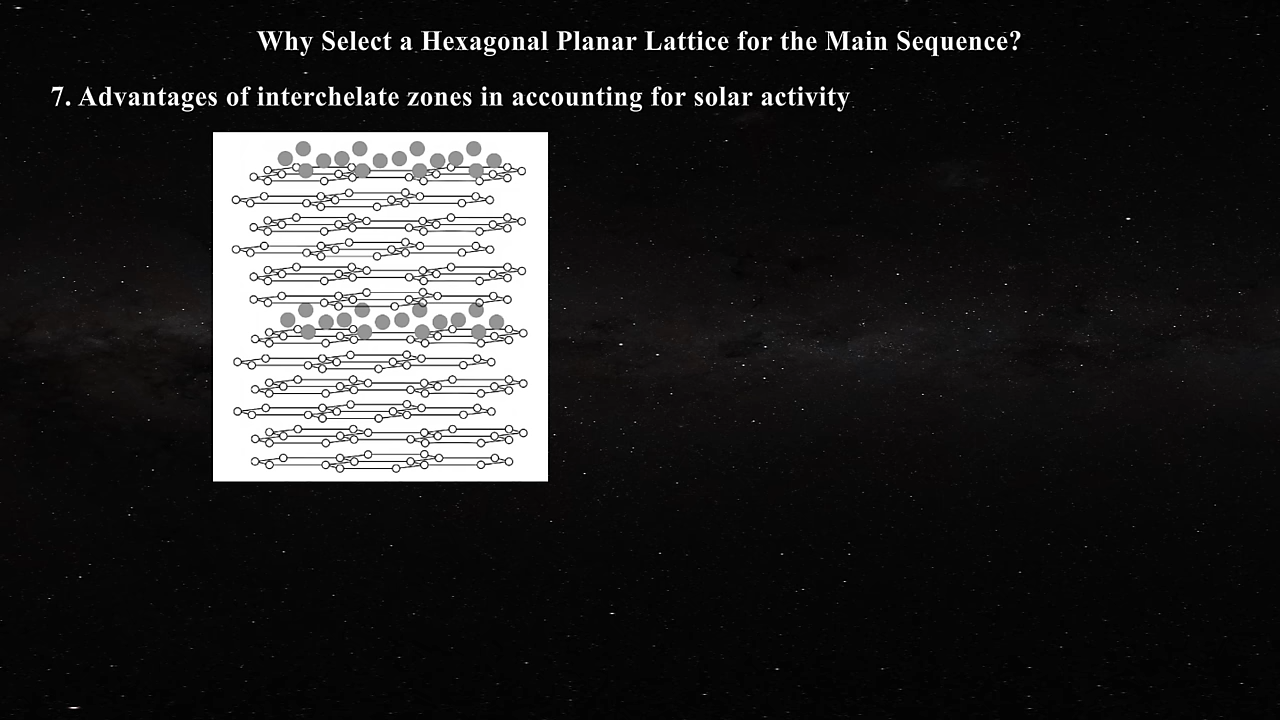 Why Select a Hexagonal Planar Lattice for the Main Sequence?
7. Advantages of interchelate zones in accounting for solar activity